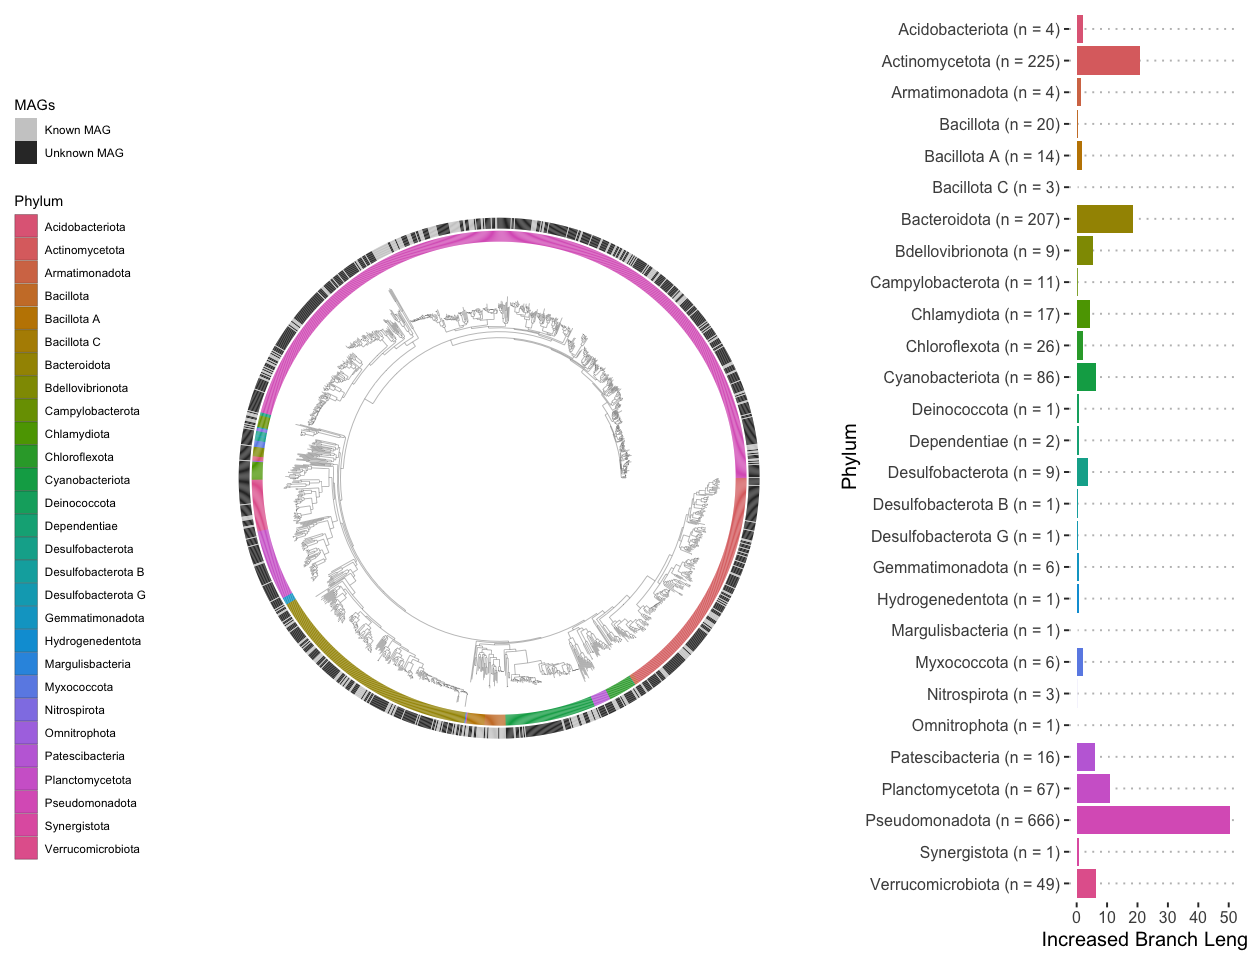 MAGs
Known MAG
Unknown MAG
Phylum
Acidobacteriota
Actinomycetota
Armatimonadota
Bacillota
Bacillota A
Bacillota C
Bacteroidota
Bdellovibrionota
Campylobacterota
Chlamydiota
Chloroflexota
Cyanobacteriota
Deinococcota
Dependentiae
Desulfobacterota
Desulfobacterota B
Desulfobacterota G
Gemmatimonadota
Hydrogenedentota
Margulisbacteria
Myxococcota
Nitrospirota
Omnitrophota
Patescibacteria
Planctomycetota
Pseudomonadota
Synergistota
Verrucomicrobiota
Phylum
Acidobacteriota (n = 4)
Actinomycetota (n = 225)
Armatimonadota (n = 4)
Bacillota (n = 20)
Bacillota A (n = 14)
Bacillota C (n = 3)
Bacteroidota (n = 207)
Bdellovibrionota (n = 9)
Campylobacterota (n = 11)
Chlamydiota (n = 17)
Chloroflexota (n = 26)
Cyanobacteriota (n = 86)
Deinococcota (n = 1)
Dependentiae (n = 2)
Desulfobacterota (n = 9)
Desulfobacterota B (n = 1)
Desulfobacterota G (n = 1)
Gemmatimonadota (n = 6)
Hydrogenedentota (n = 1)
Margulisbacteria (n = 1)
Myxococcota (n = 6)
Nitrospirota (n = 3)
Omnitrophota (n = 1)
Patescibacteria (n = 16)
Planctomycetota (n = 67)
Pseudomonadota (n = 666)
Synergistota (n = 1)
Verrucomicrobiota (n = 49)
0 10 20 30 40 50
Increased Branch Leng